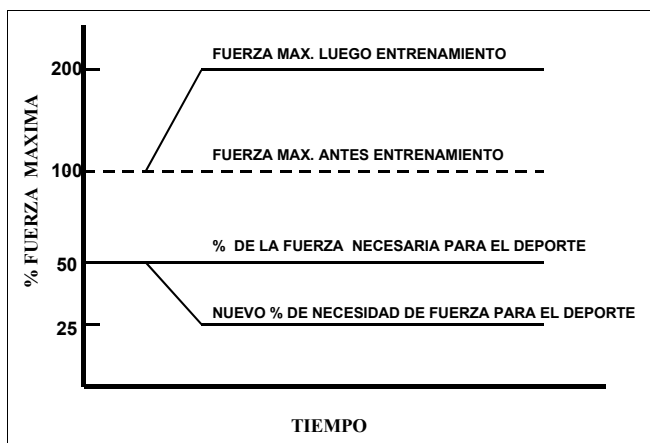 FUERZA MAX. LUEGO ENTRENAMIENTO
200
FUERZA MAX. ANTES ENTRENAMIENTO
100
% FUERZA MAXIMA
% DE LA FUERZA NECESARIA PARA EL DEPORTE
50
NUEVO % DE NECESIDAD DE FUERZA PARA EL DEPORTE
25
TIEMPO